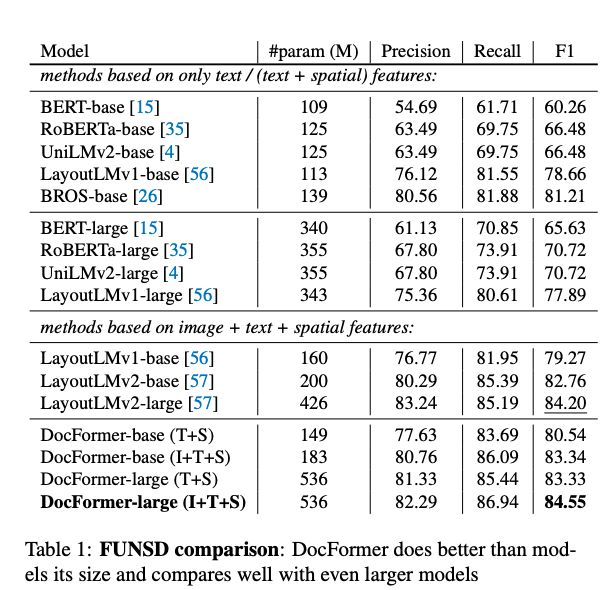 Model #param (M) Precision Recall F1
methods based on only text / (text + spatial) features:
BERT-base [15] 109 54.69 61.71 60.26
RoBERTa-base [35] 125 63.49 69.75 66.48
UniLMv2-base [4] 125 63.49 69.75 66.48
LayoutLMv1-base [56] 113 76.12 81.55 78.66
BROS-base [26] 139 80.56 81.88 81.21
BERT-large [15] 340 61.13 70.85 65.63
RoBERTa-large [35] 355 67.80 73.91 70.72
UniLMv2-large [4] 355 67.80 73.91 70.72
LayoutLMv1-large [56] 343 75.36 80.61 77.89
methods based on image + text + spatial features:
LayoutLMv1-base [56] 160 76.77 81.95 79.27
LayoutLMv2-base [57] 200 80.29 85.39 82.76
LayoutLMv2-large [57] 426 83.24 85.19 84.20
DocFormer-base (T+S) 149 77.63 83.69 80.54
DocFormer-base (I+T+S) 183 80.76 86.09 83.34
DocFormer-large (T+S) 536 81.33 85.44 83.33
DocFormer-large (I+T+S) 536 82.29 86.94 84.55
Table 1: FUNSD comparison: DocFormer does better than mod-
els its size and compares well with even larger models